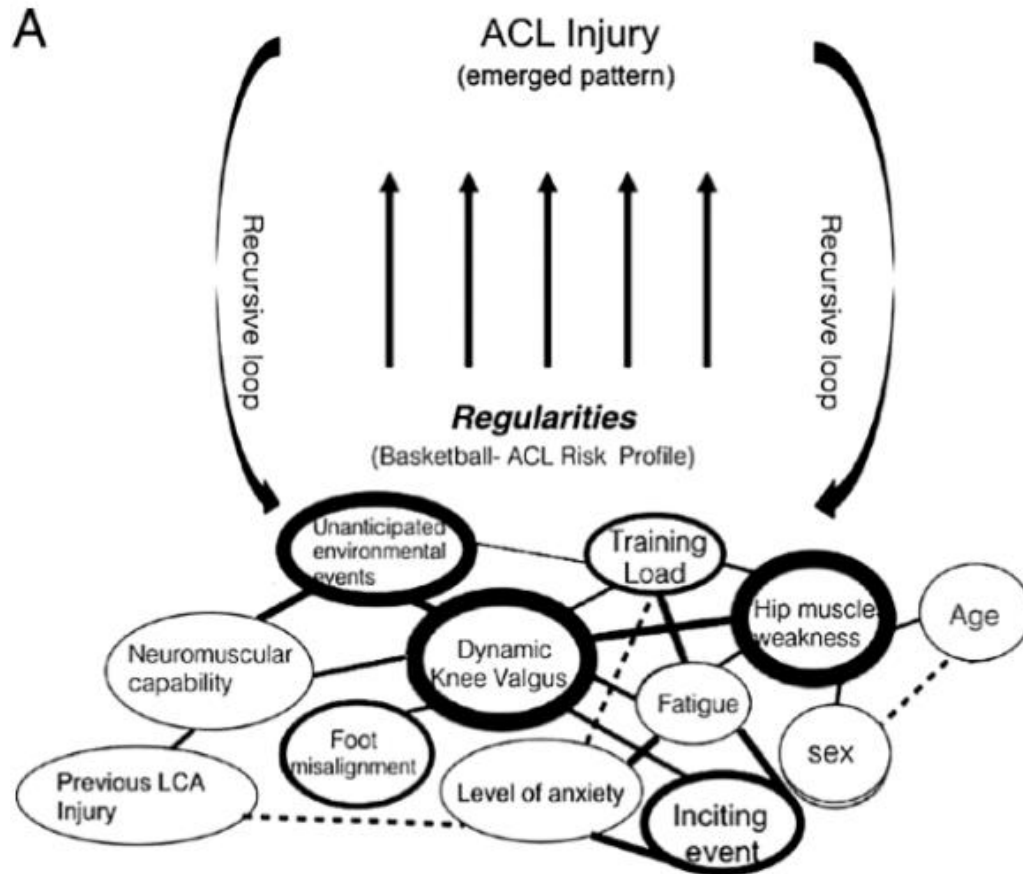 A
ACL Injury
(emerged pattern)
Recursive loop
Recursive loop
Regularities
(Basketball- ACL Risk Profile)
Unanticipated
environmental
events
Training
Load
Hip muscles
weakness
Age
Neuromuscular
capability
Dynamic
Knee Valgus
Fatigue
Foot
misalignment
sex
Previous LCA
Injury
Level of anxiety
Inciting
event